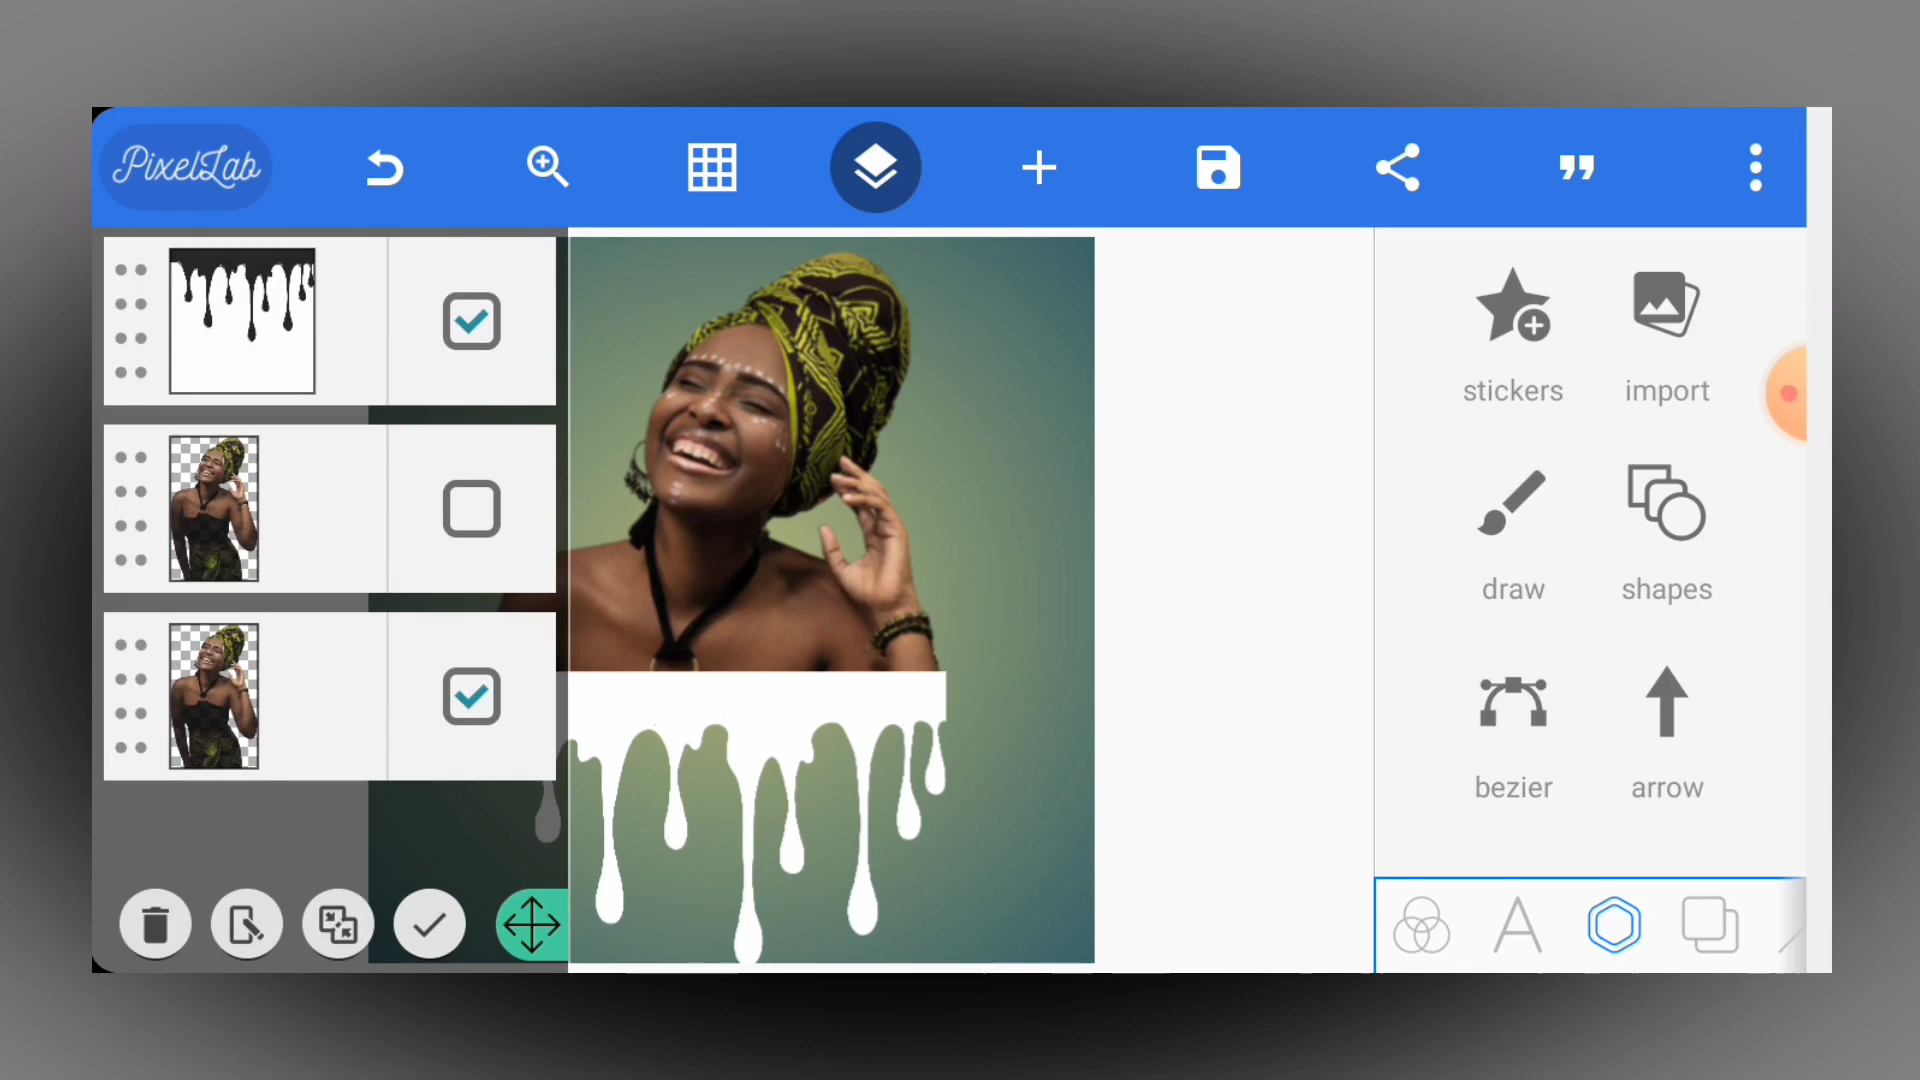 PixelLab
stickers
import
draw
shapes
bezier
arrow